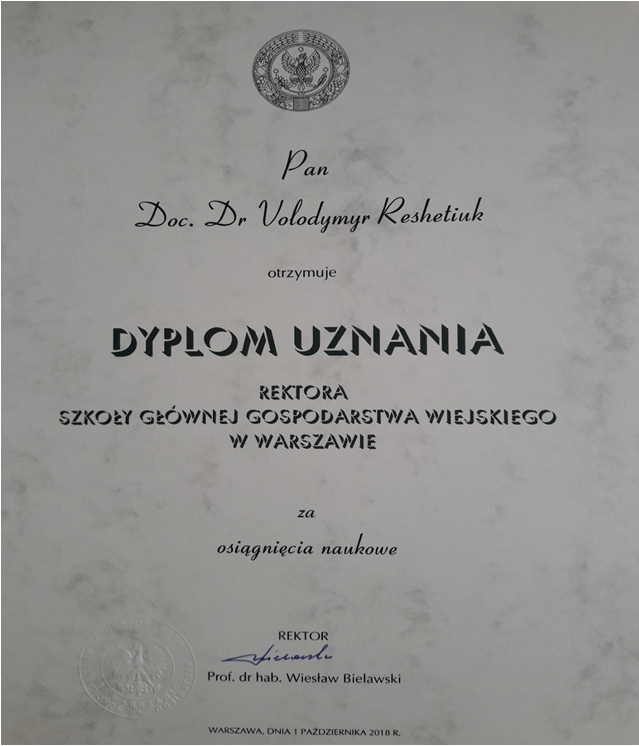 Pan
Doc. Dr Volodymyr Reshetiuk
otrzymuje
DYPLOM UZNANIA
REKTORA
SZKOŁY GŁÓWNEJ GOSPODARSTWA WIEJSKIEGO
W WARSZAWIE
za
osiągnięcia naukowe
REKTOR
Prof. dr hab. Wiesław Bielawski
WARSZAWA, DNIA 1 PAŹDZIERNIKA 2018 R.